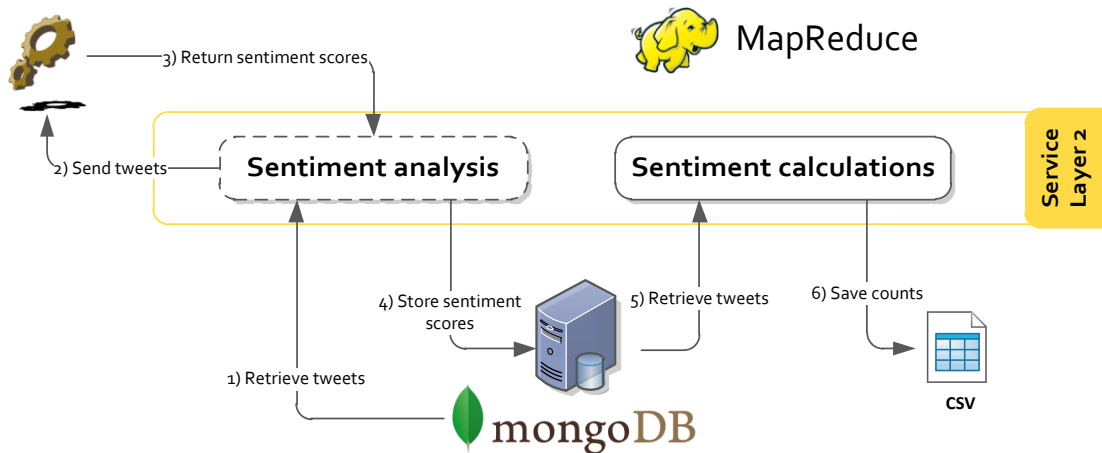 3) Return sentiment scores
MapReduce
2) Send tweets
Sentiment analysis
Sentiment calculations
Service
Layer 2
4) Store sentiment
scores
5) Retrieve tweets
6) Save counts
1) Retrieve tweets
CSV
mongoDB